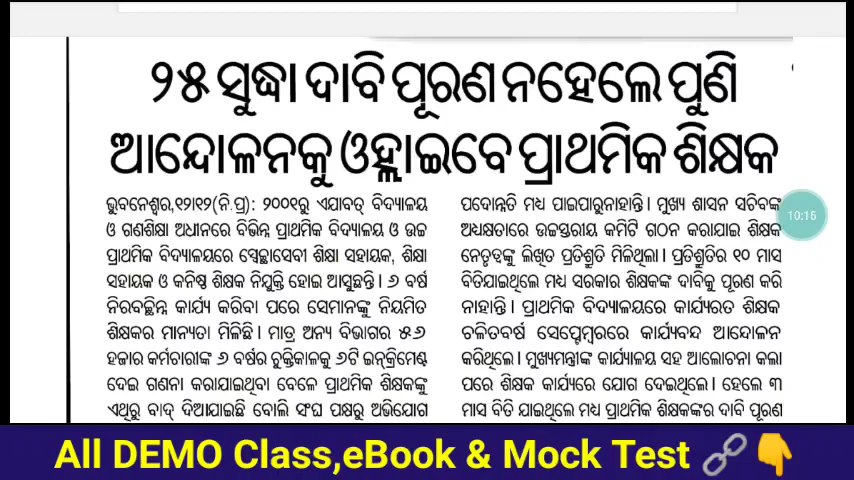 ୨୫ ସୁଦ୍ଧା ଦାବି ପୂରଣ ନହେଲେ ପୁଣି
ଆନ୍ଦୋଳନକୁ ଓହ୍ଲାଇବେ ପ୍ରାଥମିକ ଶିକ୍ଷକ
ଭୁବନେଶ୍ୱର,୧୨ା୧୨(ନି.ପ୍ର): ୨୦୦୧ରୁ ଏଯାବତ୍ ବିଦ୍ୟାଳୟ
ଓ ଗଣଶିକ୍ଷା ଅଧୀନରେ ବିଭିନ୍ନ ପ୍ରାଥମିକ ବିଦ୍ୟାଳୟ ଓ ଉଚ୍ଚ
ପ୍ରାଥମିକ ବିଦ୍ୟାଳୟରେ ସ୍ୱେଚ୍ଛାସେବୀ ଶିକ୍ଷା ସହାୟକ, ଶିକ୍ଷା
ସହାୟକ ଓ କନିଷ୍ଠ ଶିକ୍ଷକ ନିଯୁକ୍ତି ହୋଇ ଆସୁଛନ୍ତି। ୬ ବର୍ଷ
ନିରବଚ୍ଛିନ୍ନ କାର୍ଯ୍ୟ କରିବା ପରେ ସେମାନଙ୍କୁ ନିୟମିତ
ଶିକ୍ଷକର ମାନ୍ୟତା ମିଳିଛି। ମାତ୍ର ଅନ୍ୟ ବିଭାଗର ୫୬
ହଜାର କର୍ମଚାରୀଙ୍କ ୬ ବର୍ଷର ଚୁକ୍ତିକାଳକୁ ୬ଟି ଇନ୍‌କ୍ରିମେଣ୍ଟ
ଦେଇ ଗଣନା କରାଯାଇଥିବା ବେଳେ ପ୍ରାଥମିକ ଶିକ୍ଷକଙ୍କୁ
ଏଥିରୁ ବାଦ୍ ଦିଆଯାଇଛି ବୋଲି ସଂଘ ପକ୍ଷରୁ ଅଭିଯୋଗ
ପଦୋନ୍ନତି ମଧ୍ୟ ପାଇପାରୁନାହାନ୍ତି। ମୁଖ୍ୟ ଶାସନ ସଚିବଙ୍କ
ଅଧ୍ୟକ୍ଷତାରେ ଉଚ୍ଚସ୍ତରୀୟ କମିଟି ଗଠନ କରାଯାଇ ଶିକ୍ଷକ
ନେତୃତ୍ୱଙ୍କୁ ଲିଖିତ ପ୍ରତିଶ୍ରୁତି ମିଳିଥିଲା। ପ୍ରତିଶ୍ରୁତିର ୧୦ ମାସ
ବିତିଯାଇଥିଲେ ମଧ୍ୟ ସରକାର ଶିକ୍ଷକଙ୍କ ଦାବିକୁ ପୂରଣ କରି
ନାହାନ୍ତି। ପ୍ରାଥମିକ ବିଦ୍ୟାଳୟରେ କାର୍ଯ୍ୟରତ ଶିକ୍ଷକ
ଚଳିତବର୍ଷ ସେପ୍ଟେମ୍ବରରେ କାର୍ଯ୍ୟବନ୍ଦ ଆନ୍ଦୋଳନ
କରିଥିଲେ। ମୁଖ୍ୟମନ୍ତ୍ରୀଙ୍କ କାର୍ଯ୍ୟାଳୟ ସହ ଆଲୋଚନା କଲା
ପରେ ଶିକ୍ଷକ କାର୍ଯ୍ୟରେ ଯୋଗ ଦେଇଥିଲେ। ହେଲେ ୩
ମାସ ବିତି ଯାଇଥିଲେ ମଧ୍ୟ ପ୍ରାଥମିକ ଶିକ୍ଷକଙ୍କର ଦାବି ପୂରଣ
10:15
All DEMO Class,eBook & Mock Test